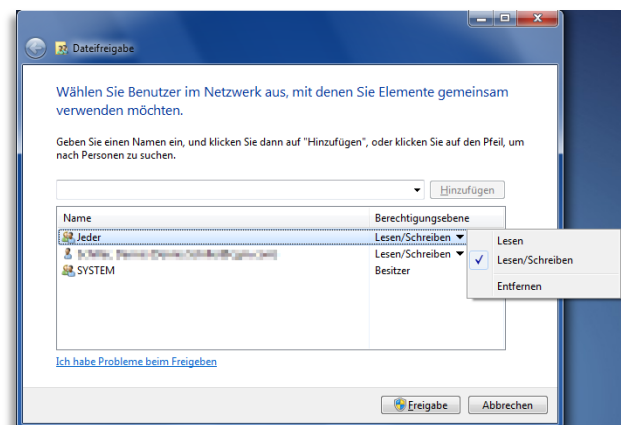 Dateifreigabe
Wählen Sie Benutzer im Netzwerk aus, mit denen Sie Elemente gemeinsam
verwenden möchten.
Geben Sie einen Namen ein, und klicken Sie dann auf "Hinzufügen", oder klicken Sie auf den Pfeil, um
nach Personen zu suchen.
Hinzufügen
Name Berechtigungsebene
Jeder Lesen/Schreiben
Lesen/Schreiben
SYSTEM Besitzer
Lesen
Lesen/Schreiben
Entfernen
Ich habe Probleme beim Freigeben
Freigabe Abbrechen